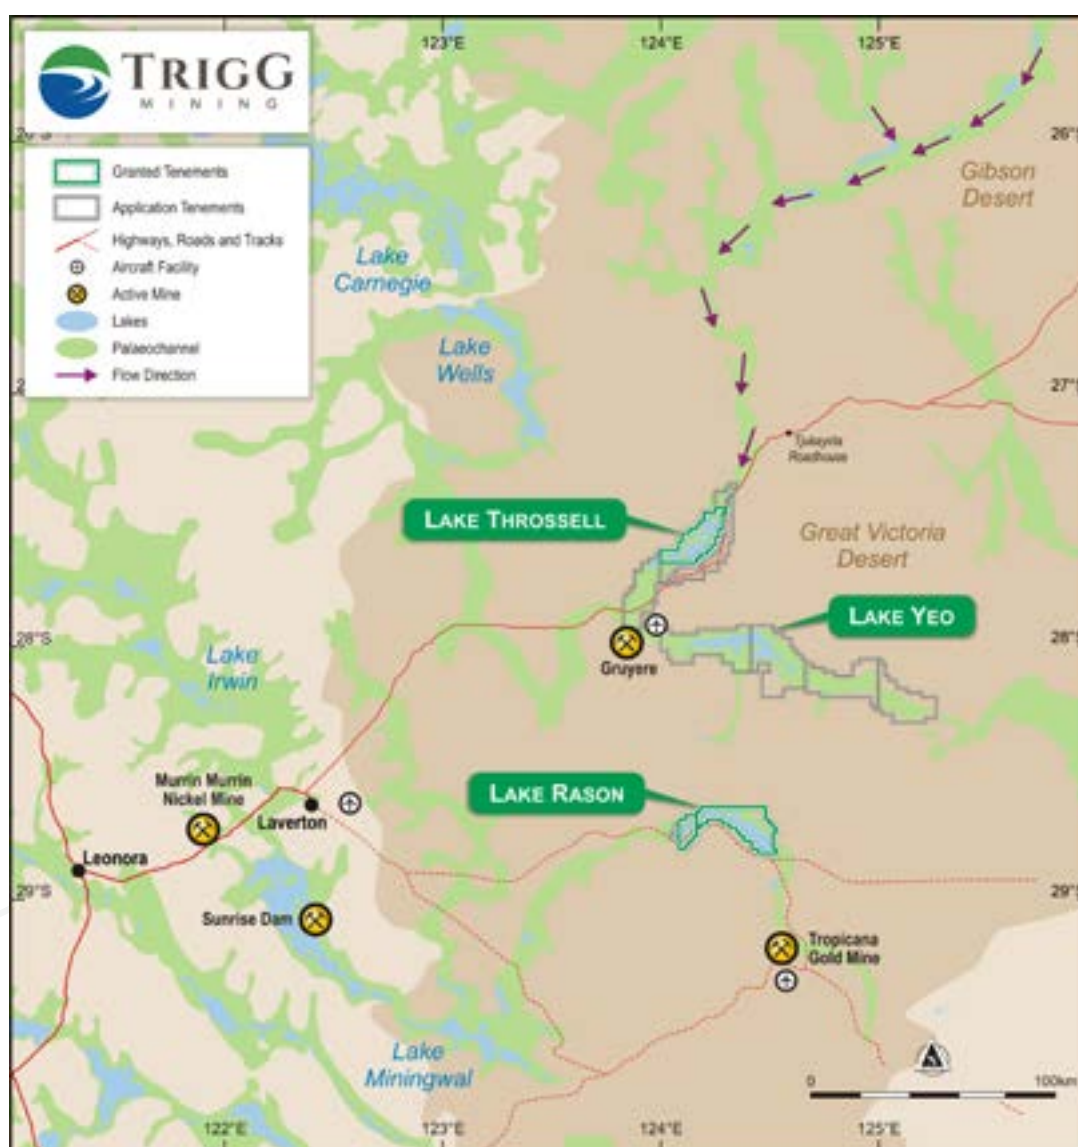 TRIGG
MINING
Granted Tenements
Application Tenements
Highways, Roads and Tracks
Aircraft Facility
Active Mine
Lakes
Palaeochannel
Flow Direction
123°E
124°E
125°E
26°S
Gibson
Desert
Lake
Carnegie
Lake
Wells
27°S
Tjukayirla
Roadhouse
LAKE THROSSELL
Great Victoria
Desert
LAKE YEO
28°S
28°S
Gruyere
Lake
Irwin
Murrin Murrin
Nickel Mine
LAKE RASON
Laverton
Leonora
29°S
29°S
Sunrise Dam
Tropicana
Gold Mine
Lake
Miningwal
0
100km
122°E
123°E
124°E
125°E